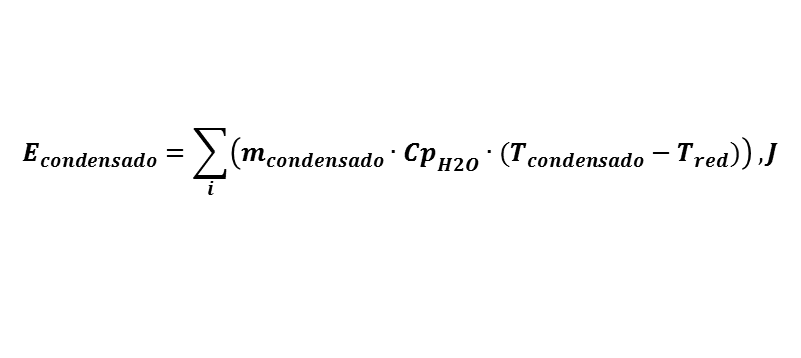 E_condensado = ∑_i (m_condensado · Cp_H2O · (T_condensado − T_red)) , J